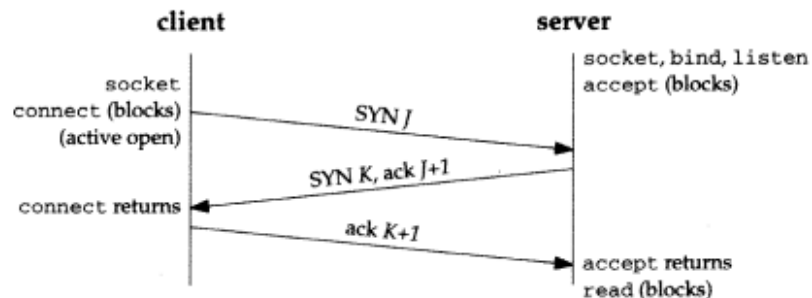 client
server
socket, bind, listen
accept (blocks)
socket
connect (blocks)
(active open)
SYN J
SYN K, ack J+1
connect returns
ack K+1
accept returns
read (blocks)